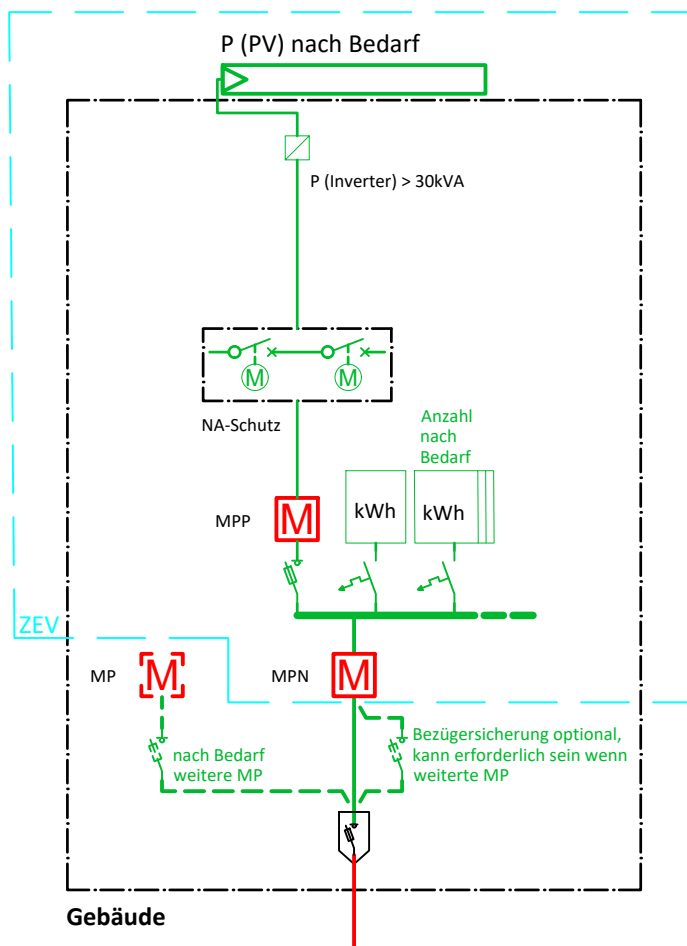 P (PV) nach Bedarf
P (Inverter) > 30kVA
M M
NA-Schutz
Anzahl
nach
Bedarf
MPP M
kWh kWh
ZEV
MP M
MPN M
nach Bedarf
weitere MP
Bezügersicherung optional,
kann erforderlich sein wenn
weiterte MP
Gebäude